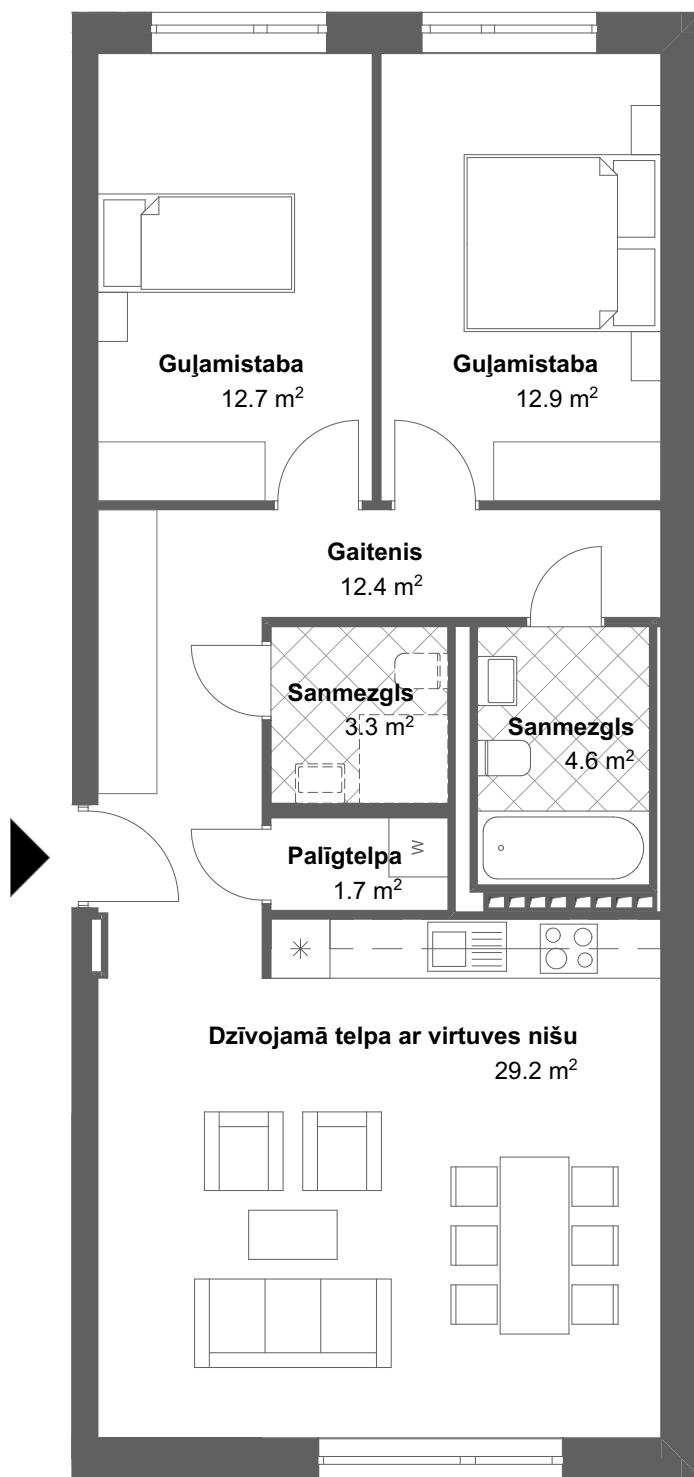 Guļamistaba
12.7 m²
Guļamistaba
12.9 m²
Gaitenis
12.4 m²
Sanmezgls
3.3 m²
Sanmezgls
4.6 m²
Palīgtelpa
1.7 m²
W
Dzīvojamā telpa ar virtuves nišu
29.2 m²